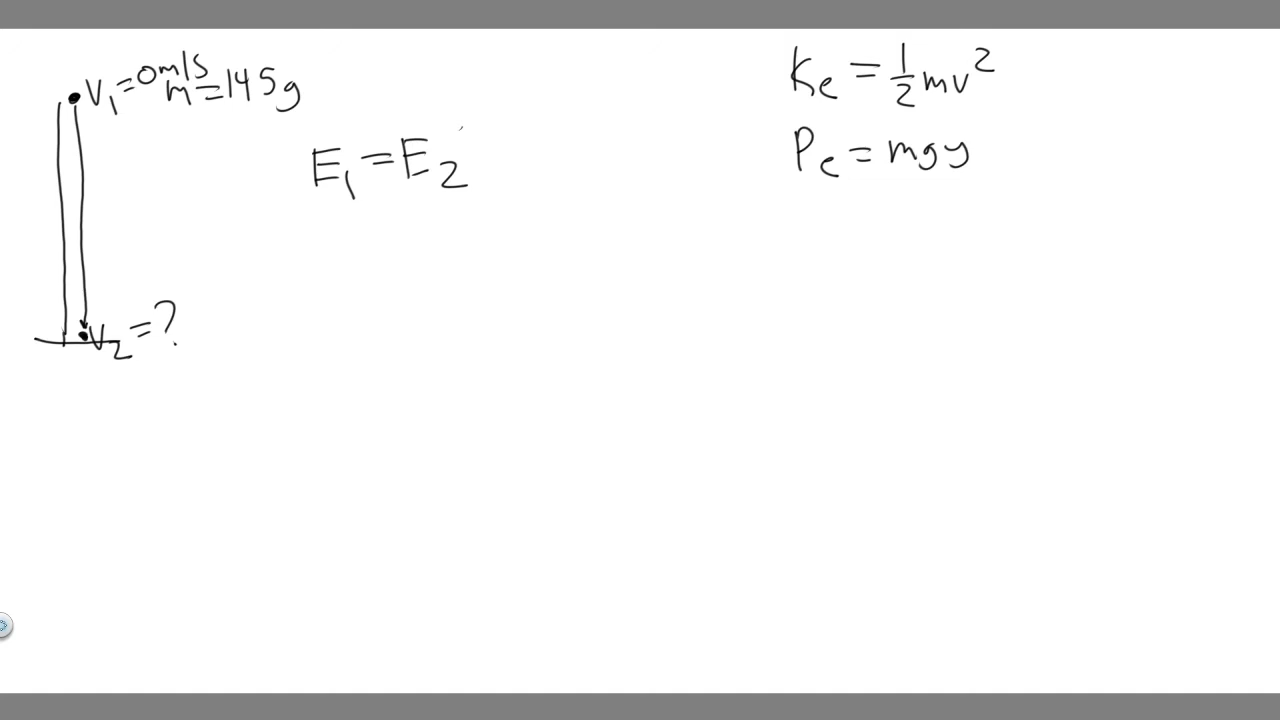 V₁=0m/s
m=145g
E₁=E₂
V₂=?
Ke=½mv²
Pe=mgy